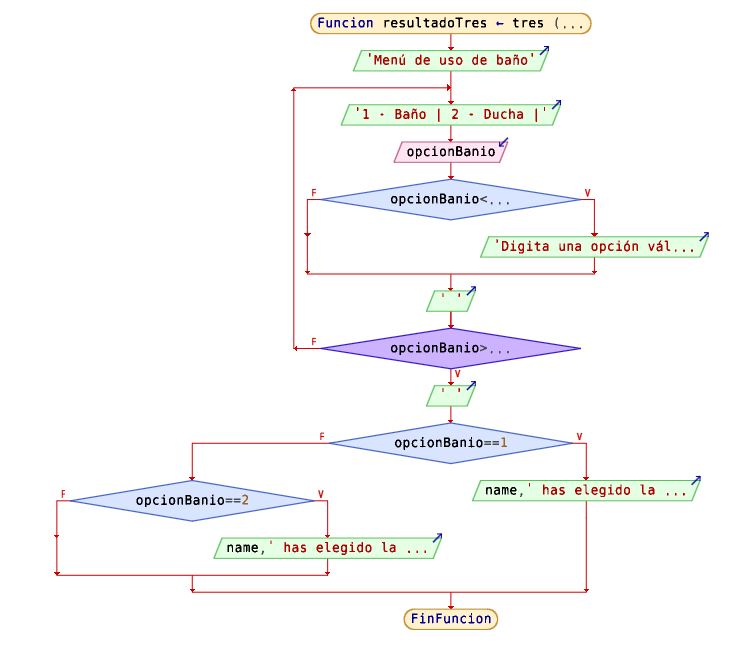 Funcion resultadoTres ← tres (...
'Menú de uso de baño'
'1 - Baño | 2 - Ducha |'
opcionBanio
opcionBanio<...
F
V
'Digita una opción vál...
' '
opcionBanio>...
F
V
' '
opcionBanio==1
F
V
name,' has elegido la ...
opcionBanio==2
F
V
name,' has elegido la ...
FinFuncion